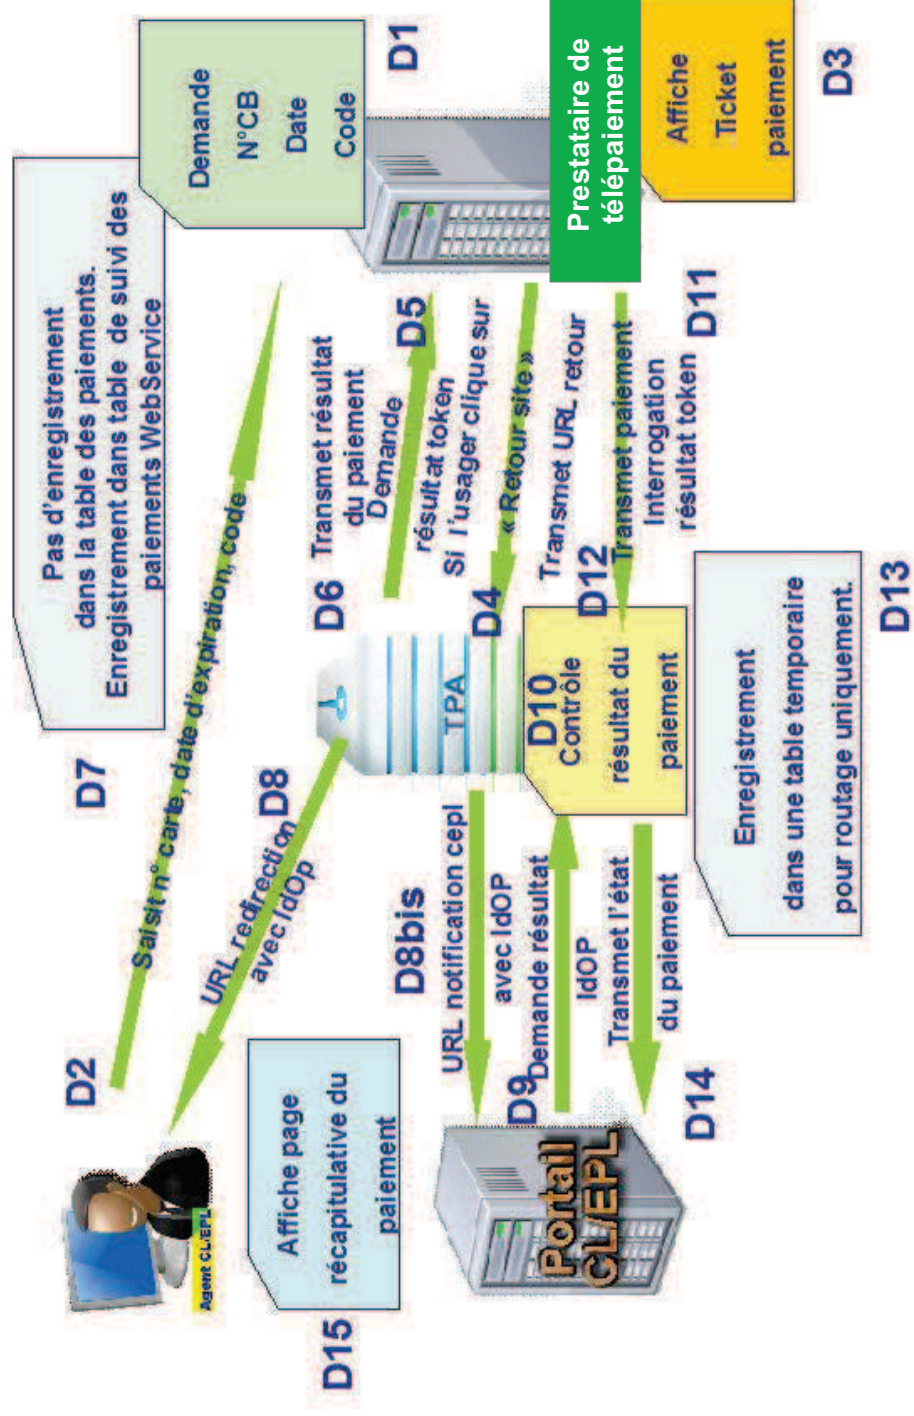 D7
Pas d'enregistrement
dans la table des paiements.
Enregistrement dans table de suivi des
paiements WebService
D1
Demande
N°CB
Date
Code
D2
Saisit n° carte, date d'expiration, code
Agent CL/EPL
D8
URL redirection
avec IdOp
D6
Transmet résultat
du paiement
D5
Demande
résultat token
D15
Affiche page
récapitulative du
paiement
TPA
D4
Si l'usager clique sur
« Retour site »
Transmet URL retour
Prestataire de
télépaiement
D8bis
URL notification cepl
avec IdOP
D9
Demande résultat
IdOP
D10
Contrôle
résultat du
paiement
D12
Transmet paiement
D11
Interrogation
résultat token
D3
Affiche
Ticket
paiement
Portail
CL/EPL
D14
Transmet l'état
du paiement
D13
Enregistrement
dans une table temporaire
pour routage uniquement.